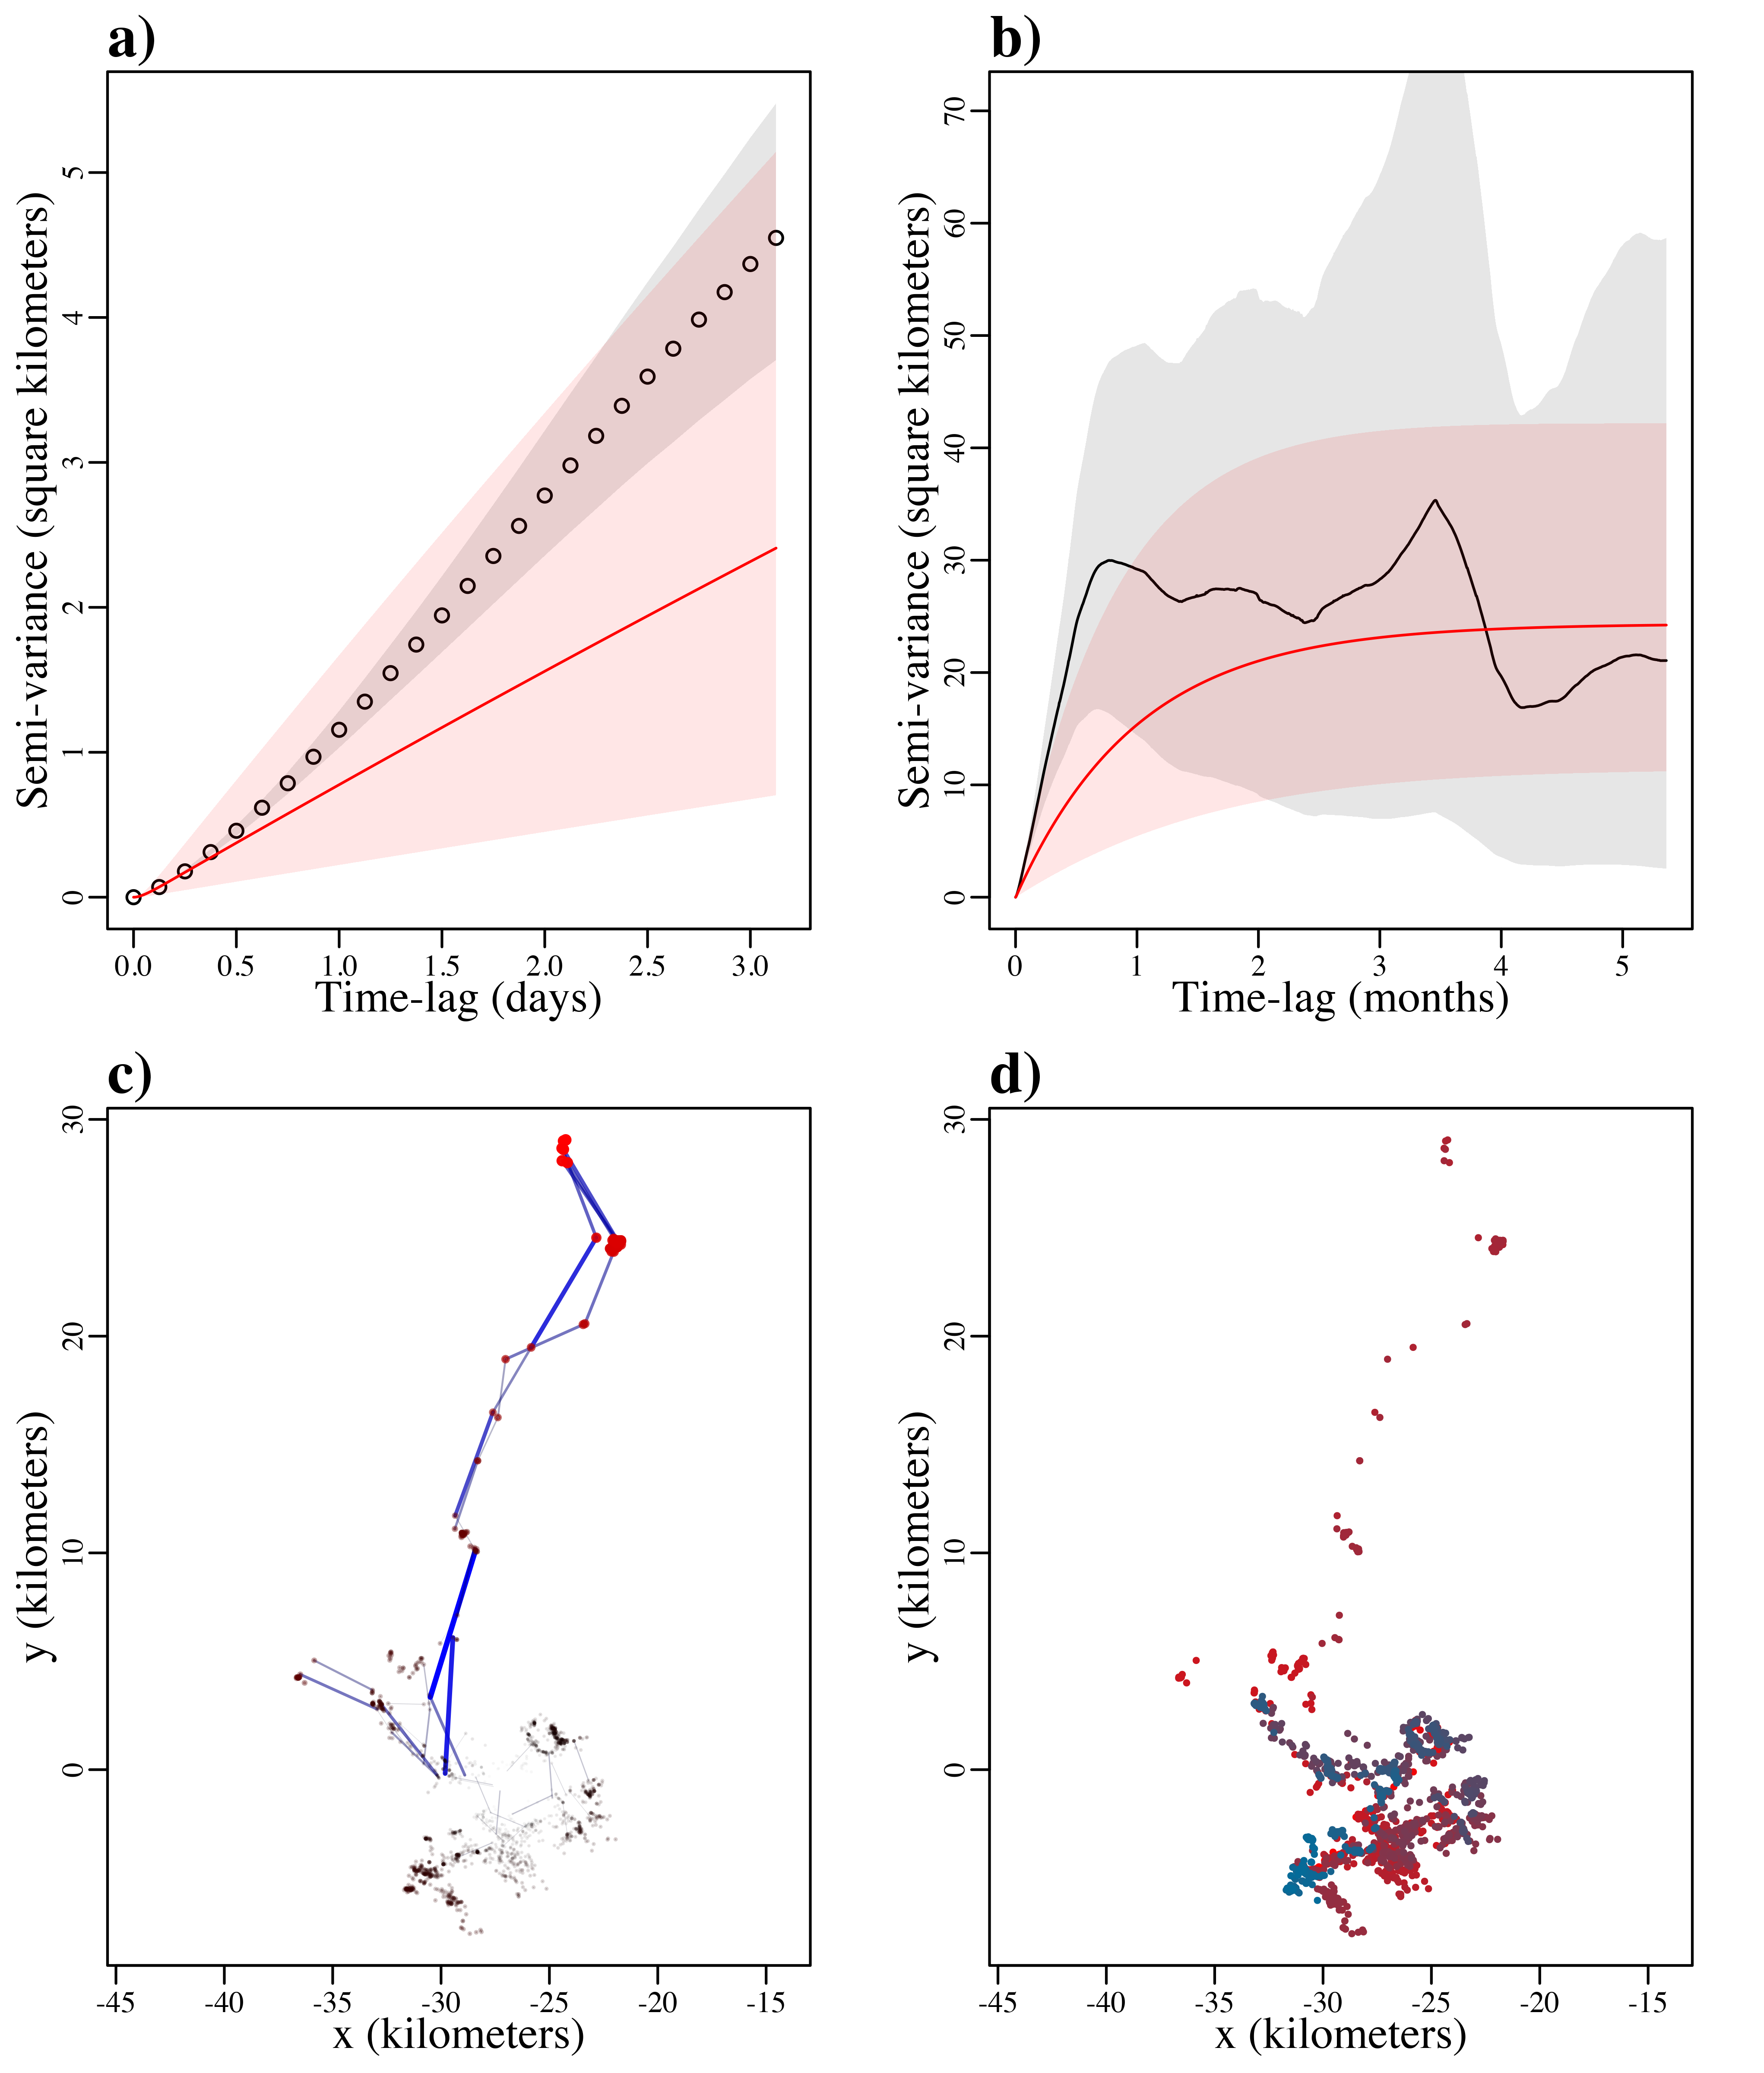 a)
Semi-variance (square kilometers)
5
4
3
2
1
0
0.0 0.5 1.0 1.5 2.0 2.5 3.0
Time-lag (days)
b)
Semi-variance (square kilometers)
70
60
50
40
30
20
10
0
0 1 2 3 4 5
Time-lag (months)
c)
y (kilometers)
30
20
10
0
-45 -40 -35 -30 -25 -20 -15
x (kilometers)
d)
y (kilometers)
30
20
10
0
-45 -40 -35 -30 -25 -20 -15
x (kilometers)